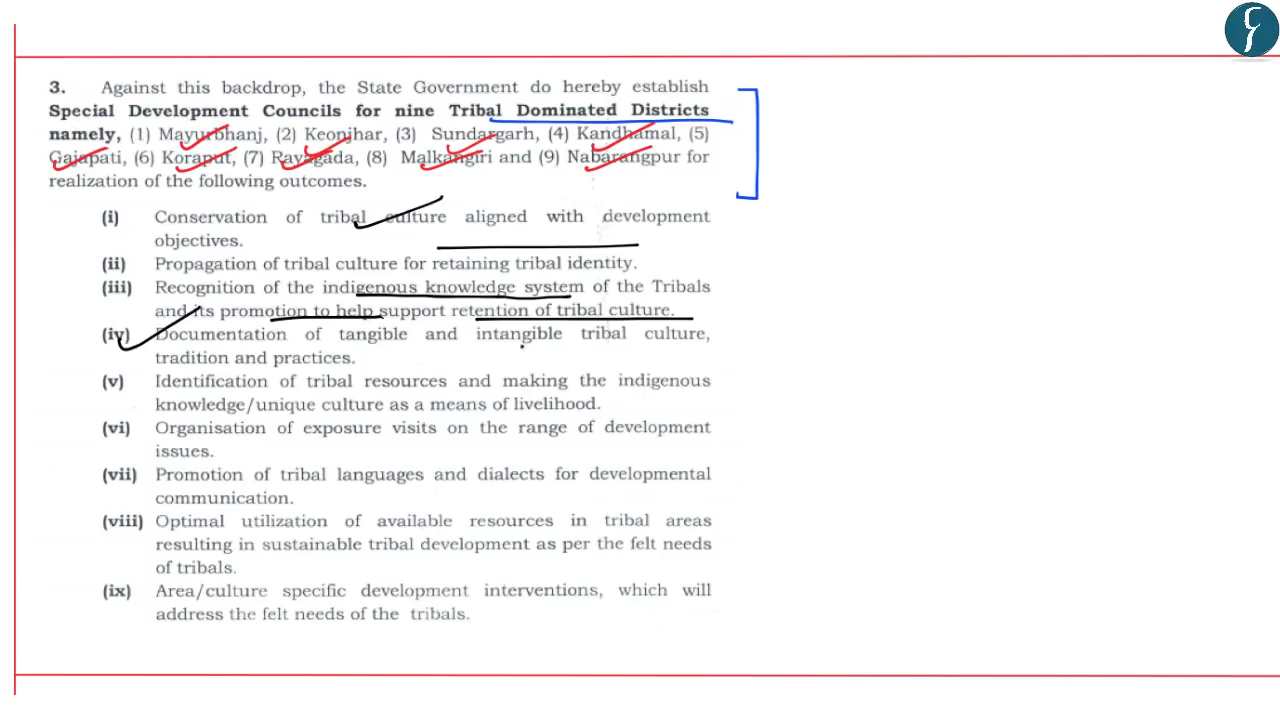 3. Against this backdrop, the State Government do hereby establish
Special Development Councils for nine Tribal Dominated Districts
namely, (1) Mayurbhanj, (2) Keonjhar, (3) Sundargarh, (4) Kandhamal, (5)
Gajapati, (6) Koraput, (7) Rayagada, (8) Malkangiri and (9) Nabarangpur for
realization of the following outcomes.
(i) Conservation of tribal culture aligned with development
objectives.
(ii) Propagation of tribal culture for retaining tribal identity.
(iii) Recognition of the indigenous knowledge system of the Tribals
and its promotion to help support retention of tribal culture.
(iv) Documentation of tangible and intangible tribal culture,
tradition and practices.
(v) Identification of tribal resources and making the indigenous
knowledge/unique culture as a means of livelihood.
(vi) Organisation of exposure visits on the range of development
issues.
(vii) Promotion of tribal languages and dialects for developmental
communication.
(viii) Optimal utilization of available resources in tribal areas
resulting in sustainable tribal development as per the felt needs
of tribals.
(ix) Area/culture specific development interventions, which will
address the felt needs of the tribals.